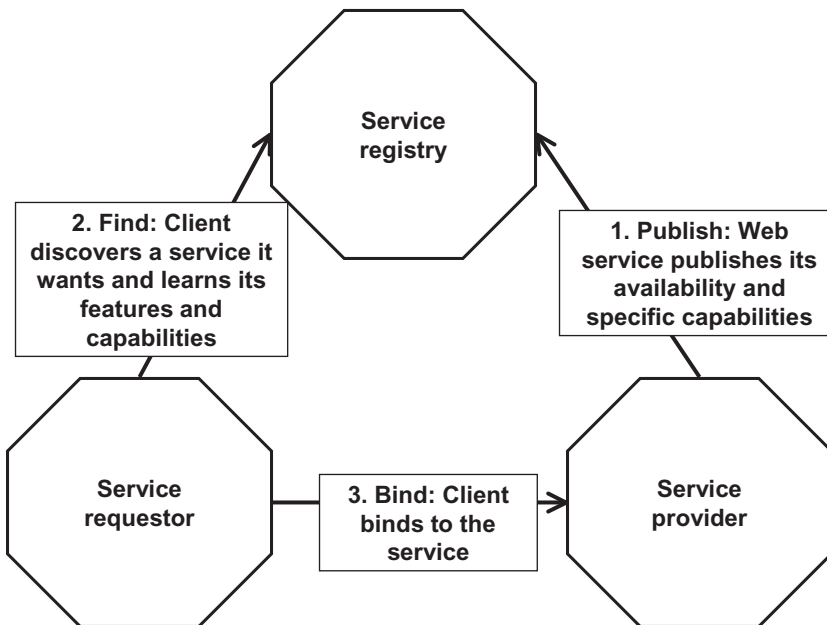 Service
registry
2. Find: Client
discovers a service it
wants and learns its
features and
capabilities
1. Publish: Web
service publishes its
availability and
specific capabilities
Service
requestor
3. Bind: Client
binds to the
service
Service
provider